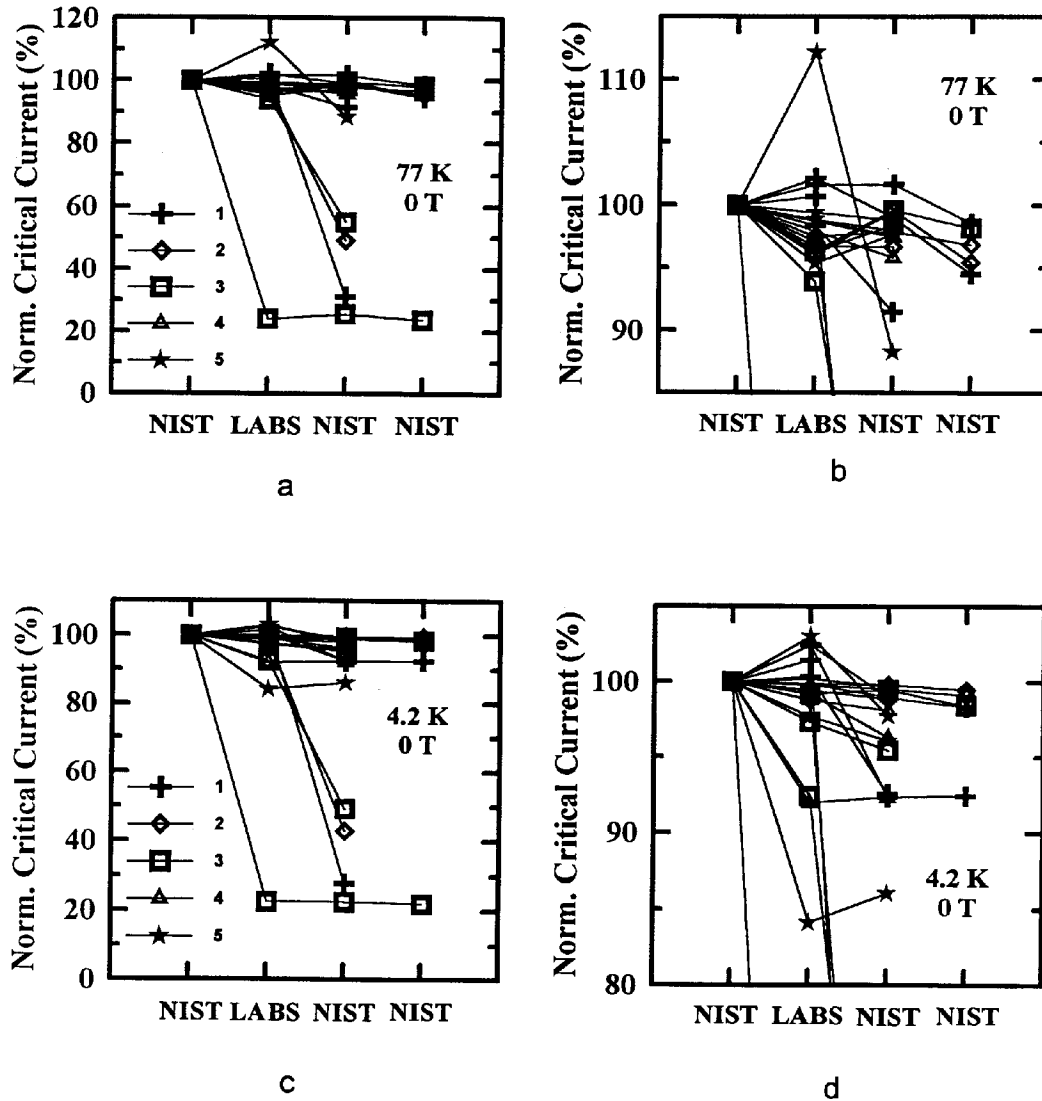 Norm. Critical Current (%)
120
100
80
60
40
20
0
77 K
0 T
1
2
3
4
5
NIST LABS NIST NIST
a
Norm. Critical Current (%)
110
100
90
77 K
0 T
NIST LABS NIST NIST
b
Norm. Critical Current (%)
100
80
60
40
20
0
4.2 K
0 T
1
2
3
4
5
NIST LABS NIST NIST
c
Norm. Critical Current (%)
100
90
80
4.2 K
0 T
NIST LABS NIST NIST
d